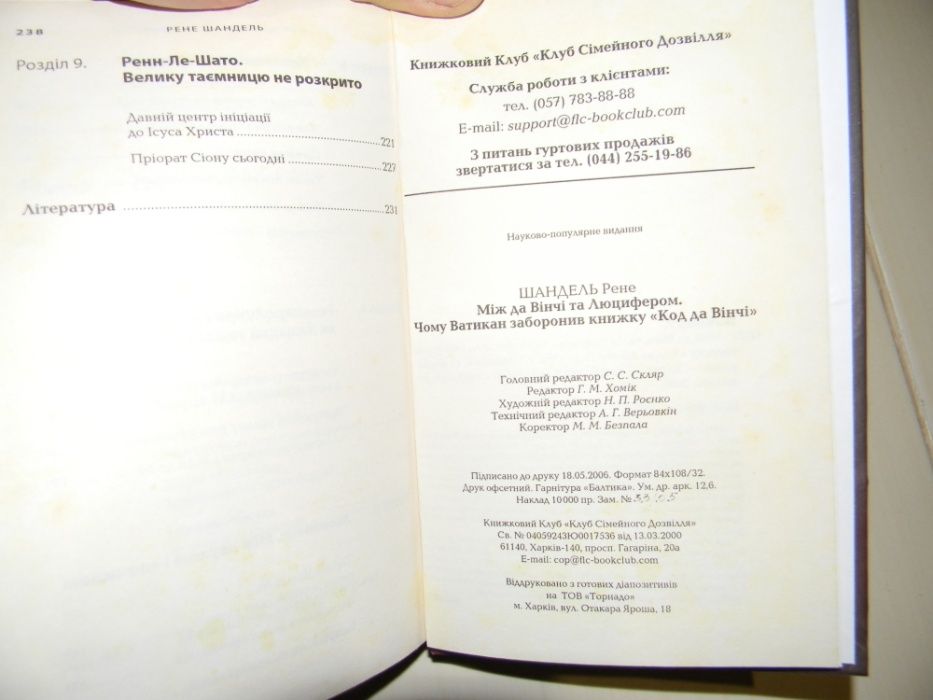 238
РЕНЕ ШАНДЕЛЬ
Розділ 9. Ренн-Ле-Шато.
Велику таємницю не розкрито
Давній центр ініціації
до Ісуса Христа ........................................ 221
Пріорат Сіону сьогодні ........................ 227
Література ........................................................ 231
Книжковий Клуб «Клуб Сімейного Дозвілля»
Служба роботи з клієнтами:
тел. (057) 783-88-88
E-mail: support@flc-bookclub.com
З питань гуртових продажів
звертатися за тел. (044) 255-19-86
Науково-популярне видання
ШАНДЕЛЬ Рене
Між да Вінчі та Люцифером.
Чому Ватикан заборонив книжку «Код да Вінчі»
Головний редактор С. С. Скляр
Редактор Г. М. Хомік
Художній редактор Н. П. Роєнко
Технічний редактор А. Г. Верьовкін
Коректор М. М. Безпала
Підписано до друку 18.05.2006. Формат 84х108/32.
Друк офсетний. Гарнітура «Балтика». Ум. др. арк. 12,6.
Наклад 10 000 пр. Зам. №
Книжковий Клуб «Клуб Сімейного Дозвілля»
Св. № 04059243Ю0017536 від 13.03.2000
61140, Харків-140, просп. Гагаріна, 20а
E-mail: cop@flc-bookclub.com
Віддруковано з готових діапозитивів
на ТОВ «Торнадо»
м. Харків, вул. Отакара Яроша, 18